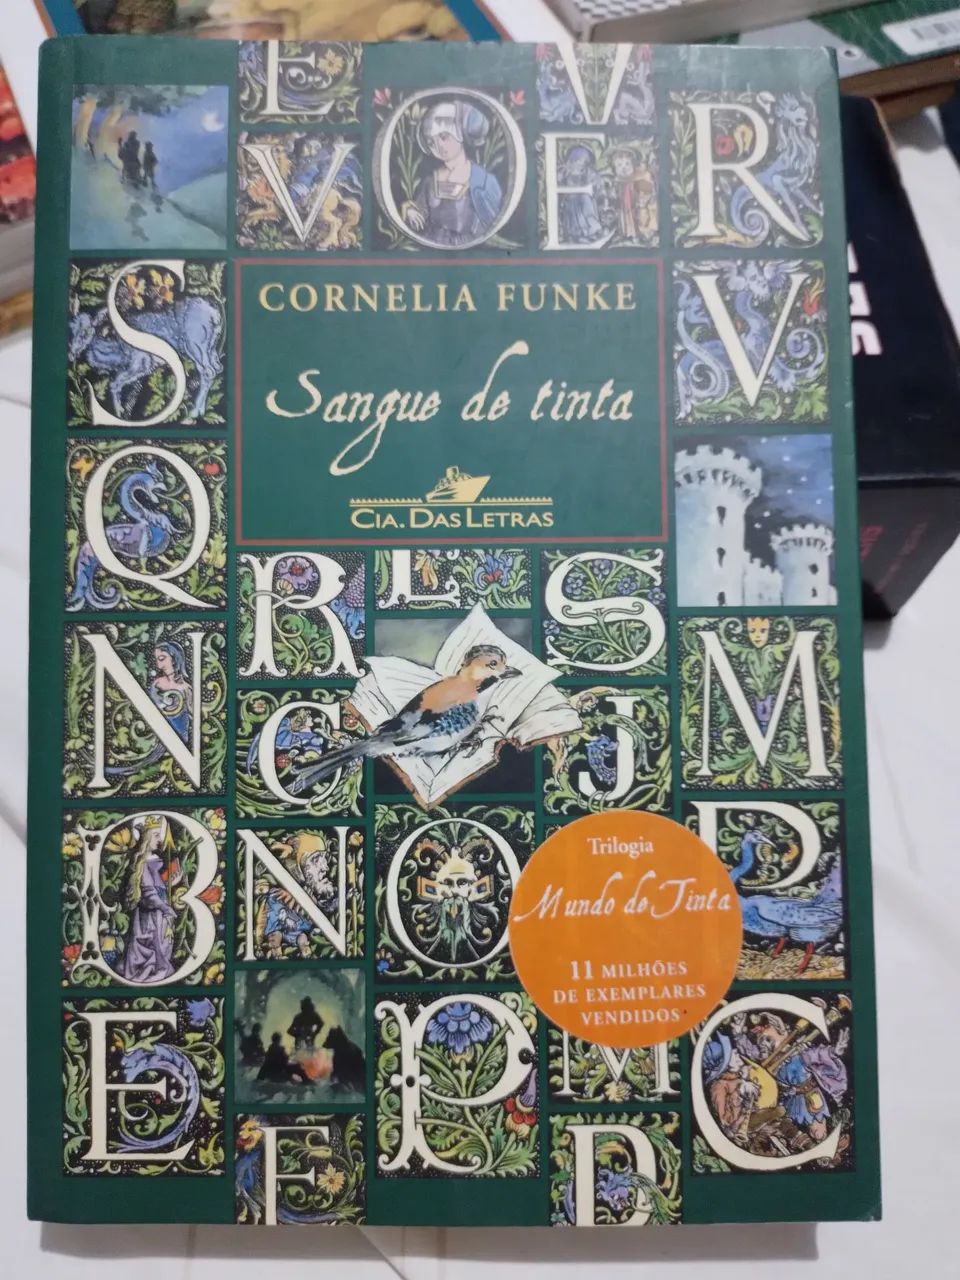 E V
V O E R
CORNELIA FUNKE
Sangue de tinta
CIA. DAS LETRAS
S V
Q
R L S
N C J M
B N O P
Trilogia
Mundo de Tinta
11 MILHÕES
DE EXEMPLARES
VENDIDOS
E P M C
F D